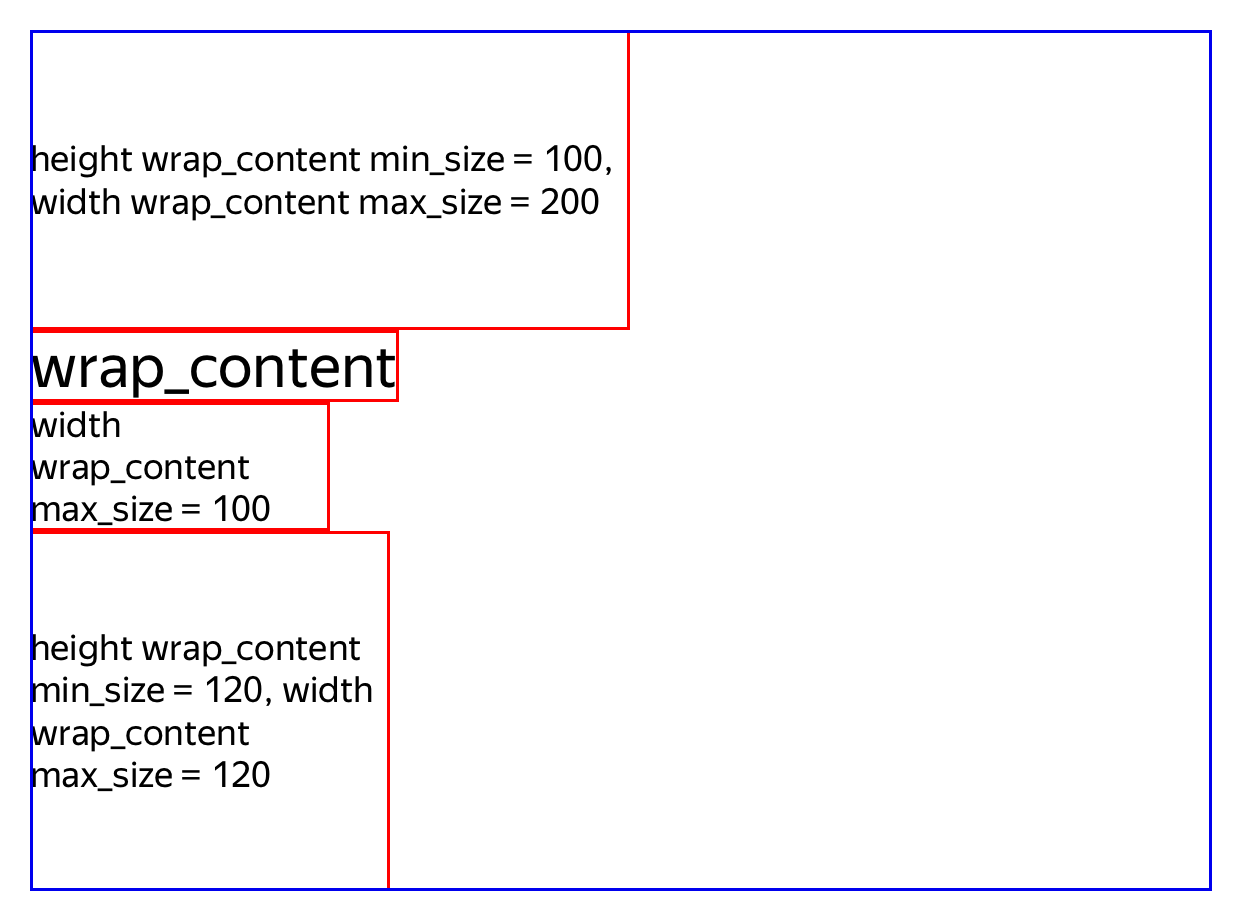 height wrap_content min_size = 100,
width wrap_content max_size = 200
wrap_content
width
wrap_content
max_size = 100
height wrap_content
min_size = 120, width
wrap_content
max_size = 120